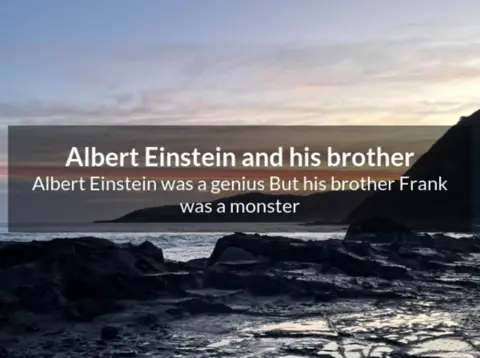 Albert Einstein and his brother
Albert Einstein was a genius But his brother Frank
was a monster